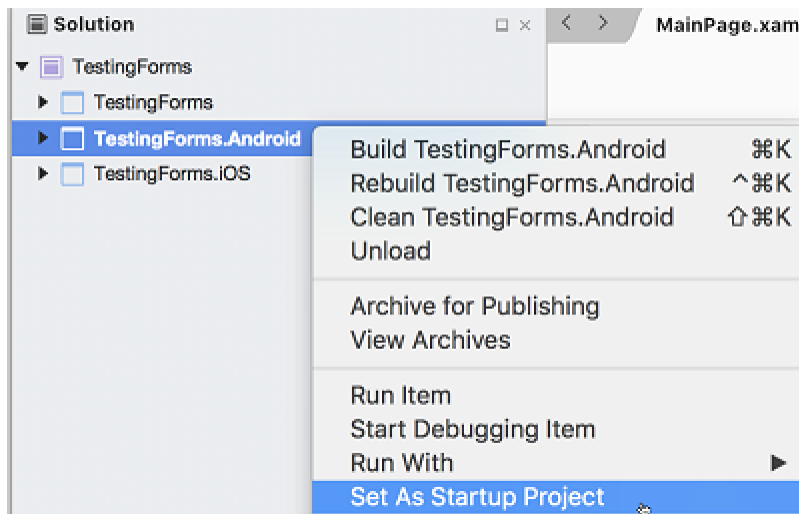 Solution
MainPage.xam
TestingForms
TestingForms
TestingForms.Android
TestingForms.iOS
Build TestingForms.Android ⌘K
Rebuild TestingForms.Android ^⌘K
Clean TestingForms.Android ⇧⌘K
Unload
Archive for Publishing
View Archives
Run Item
Start Debugging Item
Run With
Set As Startup Project